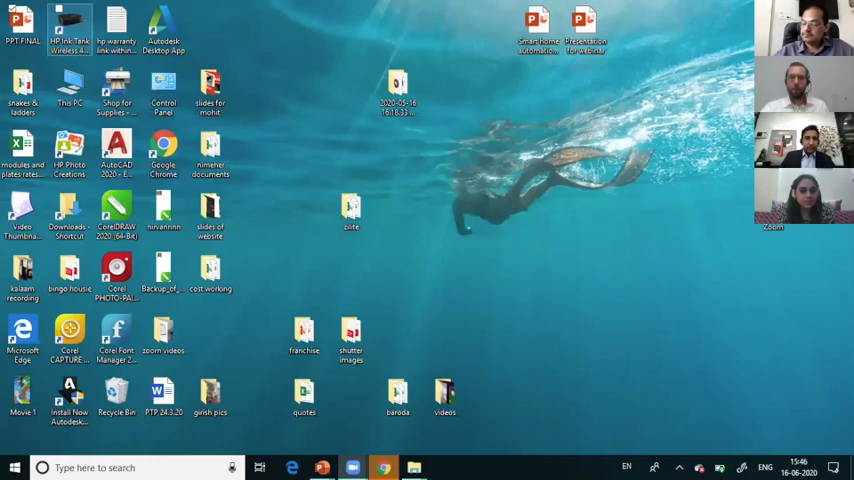 PPT FINAL
HP Ink Tank
Wireless 4...
hp warranty
link within...
Autodesk
Desktop App
Smart home
automatio...
Presentation
for webinar
snakes &
ladders
This PC
Shop for
Supplies -...
Control
Panel
slides for
mohit
2020-05-16
16.18.33 ...
modules and
plates rates...
HP Photo
Creations
AutoCAD
2020 - E...
Google
Chrome
nimeher
documents
Video
Thumbna...
Downloads -
Shortcut
CorelDRAW
2020 (64-Bit)
nirvannnn
slides of
website
zilite
Zoom
kalaam
recording
bingo housie
Corel
PHOTO-PAI...
Backup_of_...
cost working
Microsoft
Edge
Corel
CAPTURE ...
Corel Font
Manager 2...
zoom videos
franchise
shutter
images
Movie 1
Install Now
Autodesk...
Recycle Bin
PTP 24.3.20
girish pics
quotes
baroda
videos
Type here to search
EN
ENG
15:46
16-06-2020